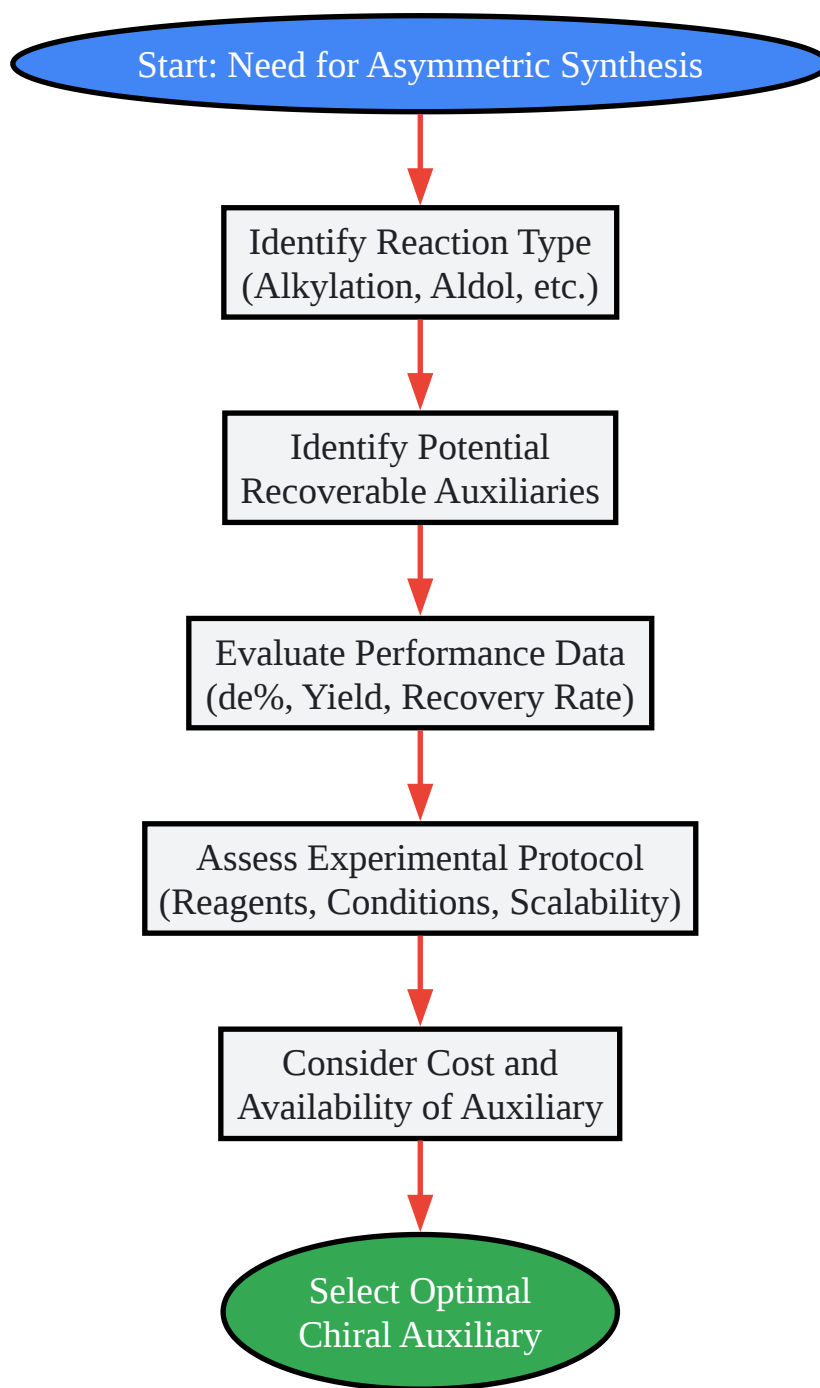 Start: Need for Asymmetric Synthesis
Identify Reaction Type
(Alkylation, Aldol, etc.)
Identify Potential
Recoverable Auxiliaries
Evaluate Performance Data
(de%, Yield, Recovery Rate)
Assess Experimental Protocol
(Reagents, Conditions, Scalability)
Consider Cost and
Availability of Auxiliary
Select Optimal
Chiral Auxiliary